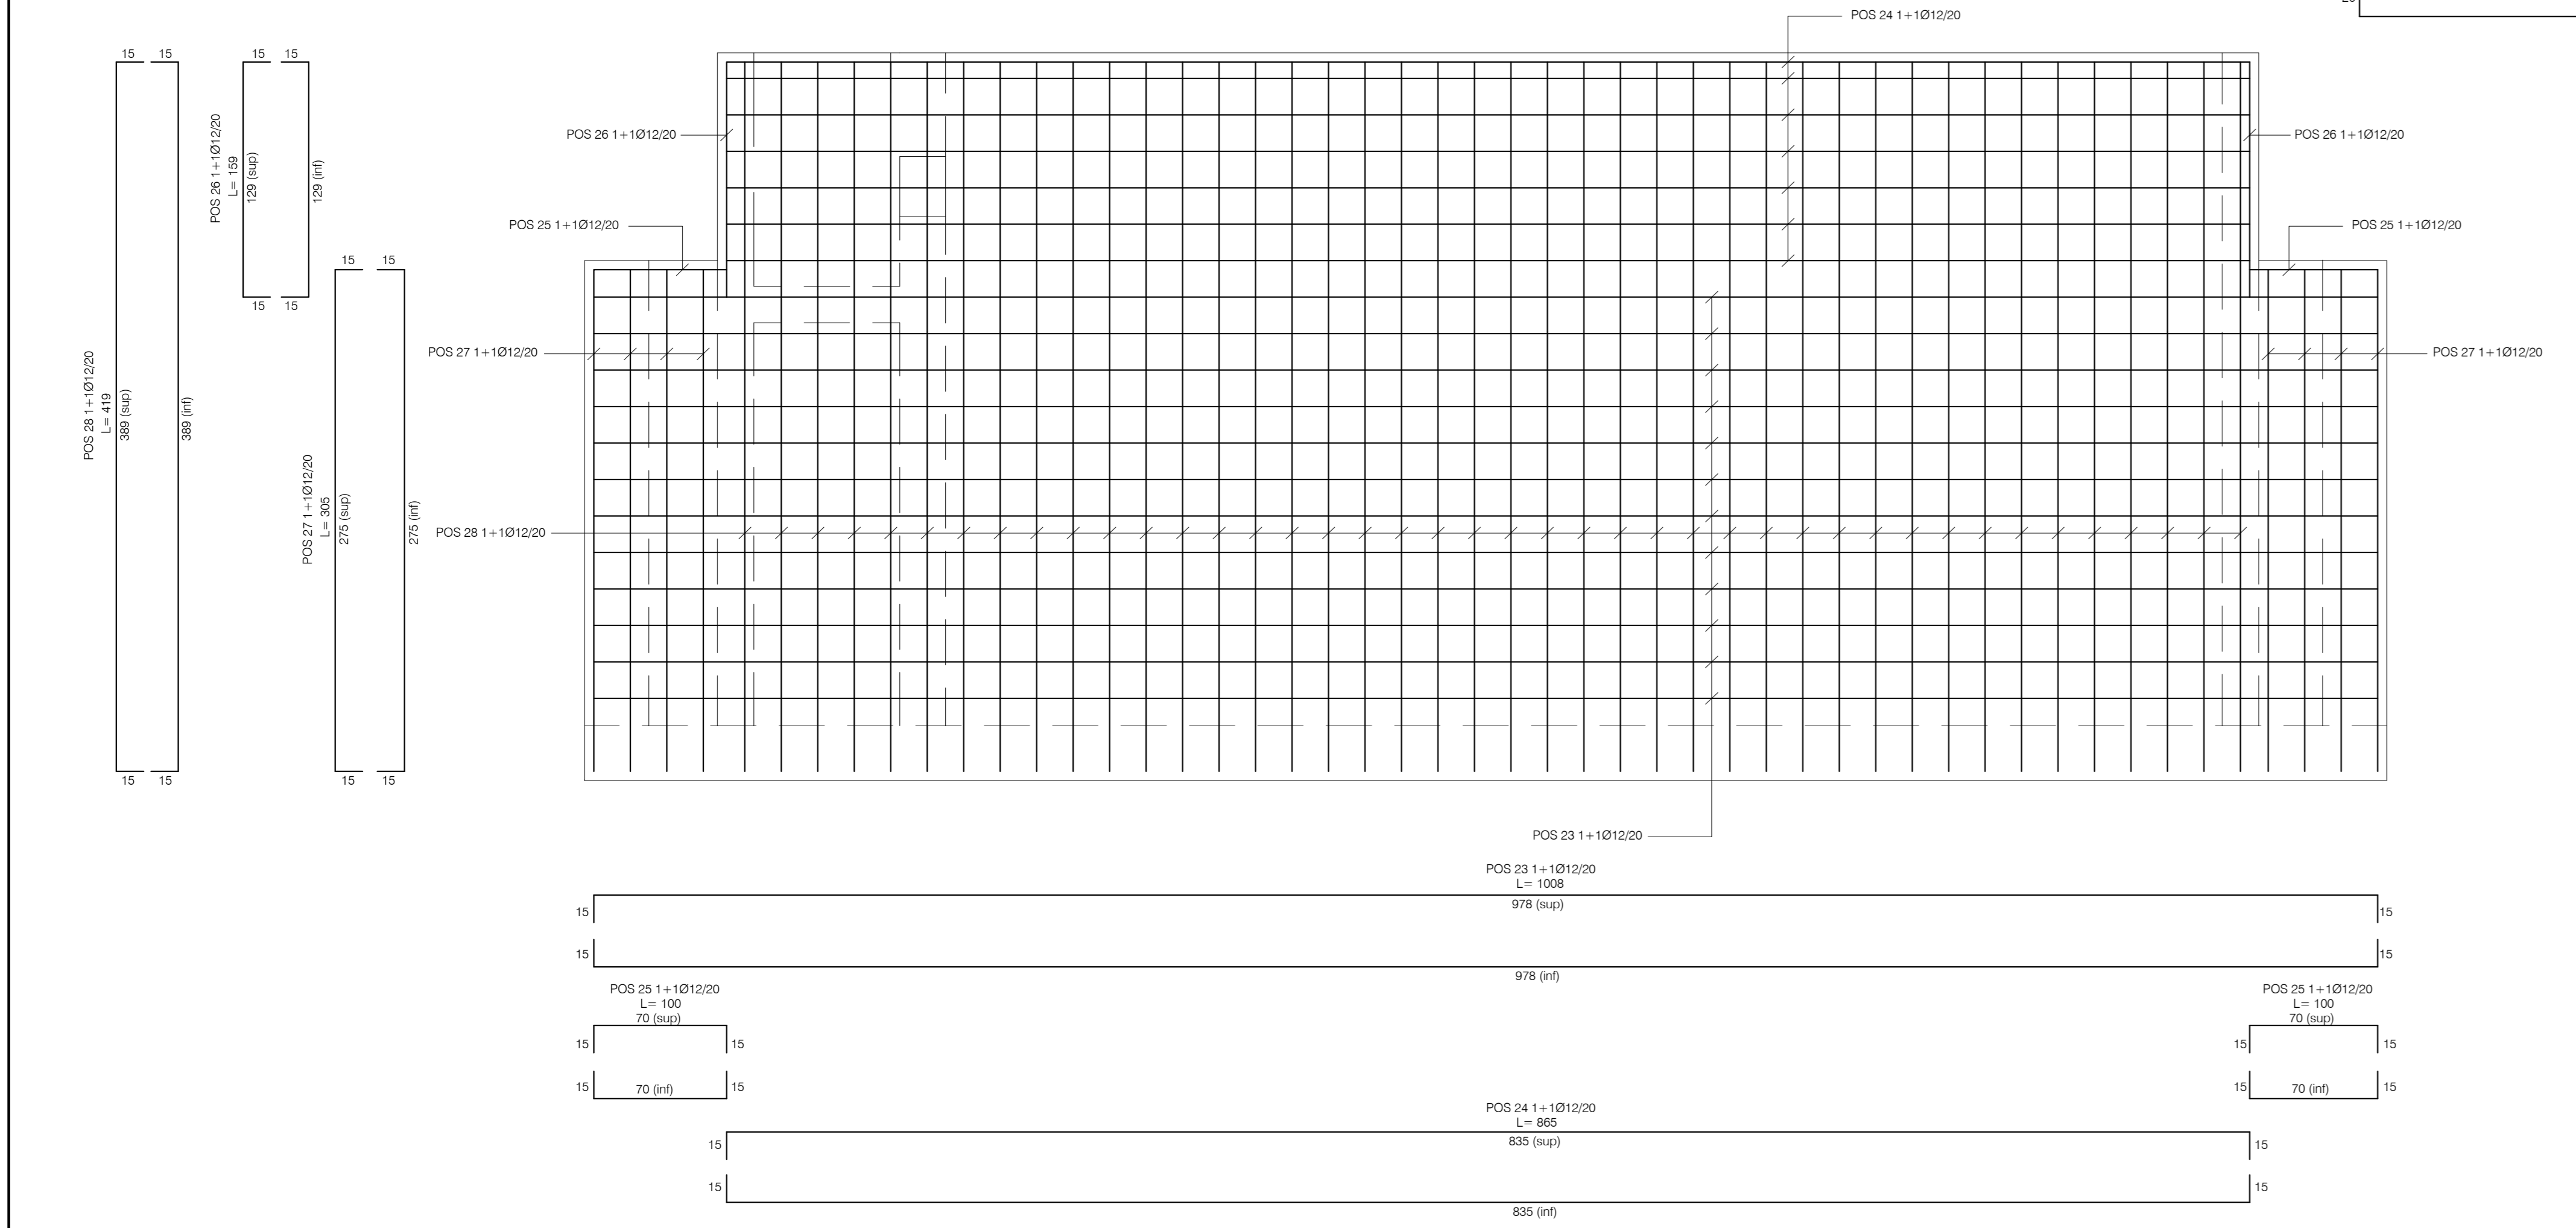 POS 24 1+1Ø12/20
15 15
15 15
POS 26 1+1Ø12/20
L= 159
129 (sup)
129 (inf)
15 15
POS 26 1+1Ø12/20
POS 26 1+1Ø12/20
POS 25 1+1Ø12/20
POS 25 1+1Ø12/20
15 15
POS 28 1+1Ø12/20
L= 419
389 (sup)
389 (inf)
15 15
POS 27 1+1Ø12/20
L= 305
275 (sup)
275 (inf)
15 15
POS 27 1+1Ø12/20
POS 27 1+1Ø12/20
POS 28 1+1Ø12/20
POS 23 1+1Ø12/20
POS 23 1+1Ø12/20
L= 1008
15 978 (sup) 15
15 978 (inf) 15
POS 25 1+1Ø12/20
L= 100
70 (sup)
15 15
15 70 (inf) 15
POS 25 1+1Ø12/20
L= 100
70 (sup)
15 15
15 70 (inf) 15
POS 24 1+1Ø12/20
L= 865
15 835 (sup) 15
15 835 (inf) 15